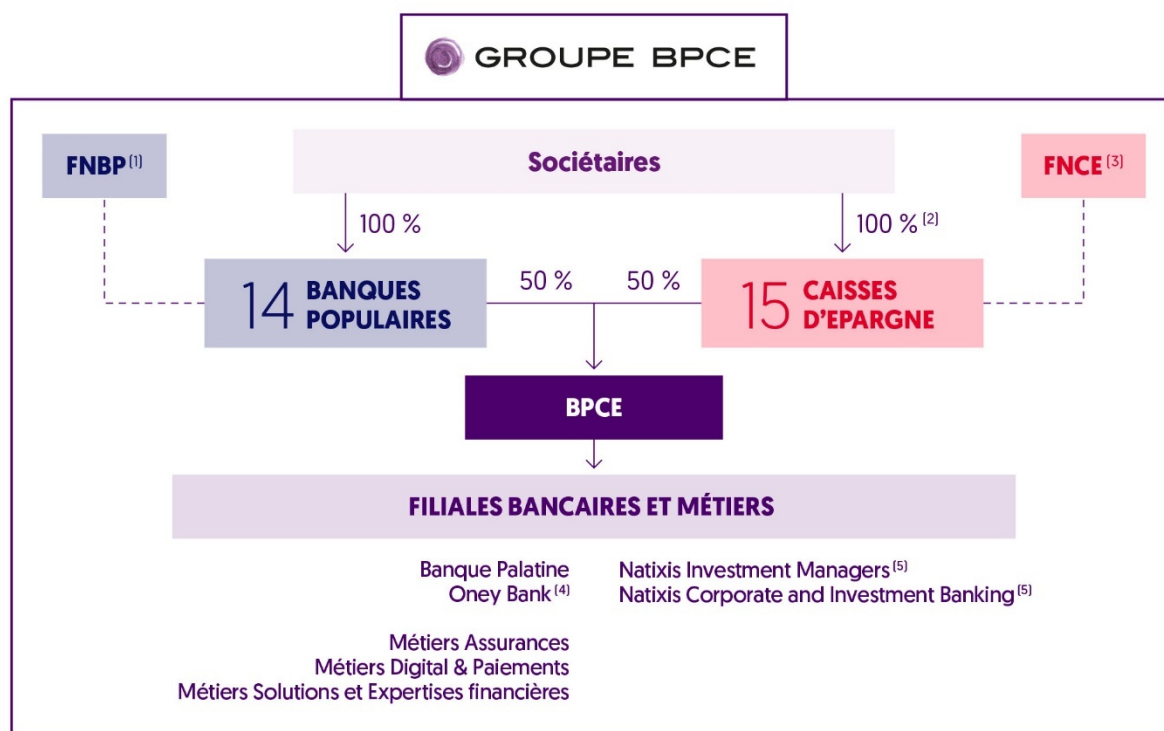 GROUPE BPCE
FNBP (1)
Sociétaires
FNCE (3)
100 %
100 % (2)
14 BANQUES POPULAIRES
50 %
50 %
15 CAISSES D'EPARGNE
BPCE
FILIALES BANCAIRES ET MÉTIERS
Banque Palatine
Oney Bank (4)
Natixis Investment Managers (5)
Natixis Corporate and Investment Banking (5)
Métiers Assurances
Métiers Digital & Paiements
Métiers Solutions et Expertises financières